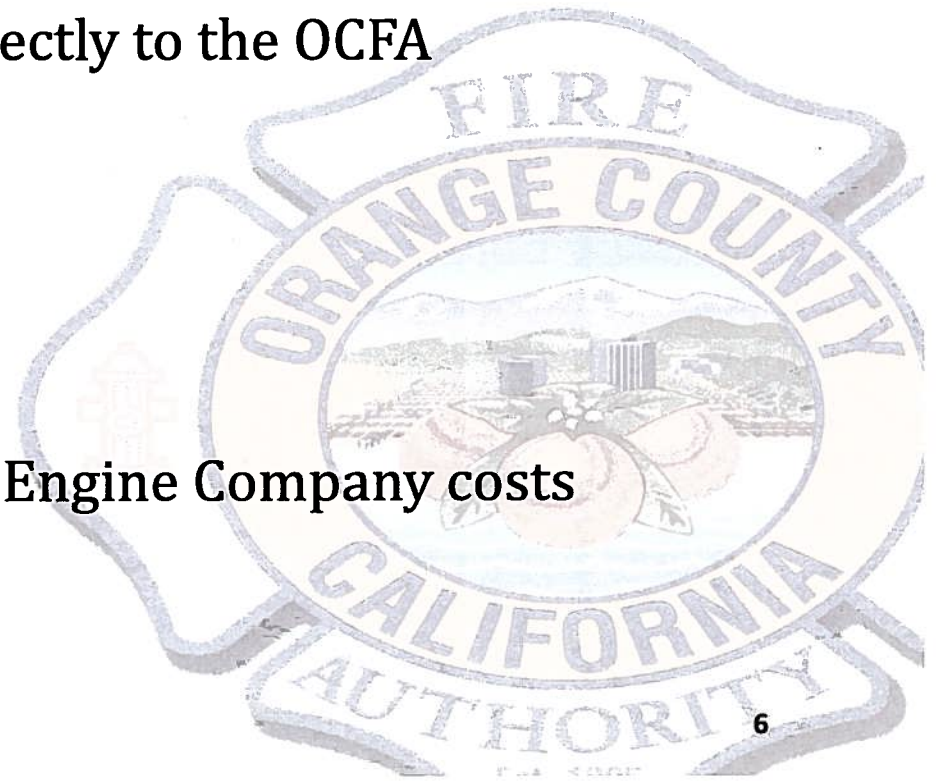 ectly to the OCFA
FIRE
ORANGE COUNTY
Engine Company costs
CALIFORNIA
AUTHORITY
6